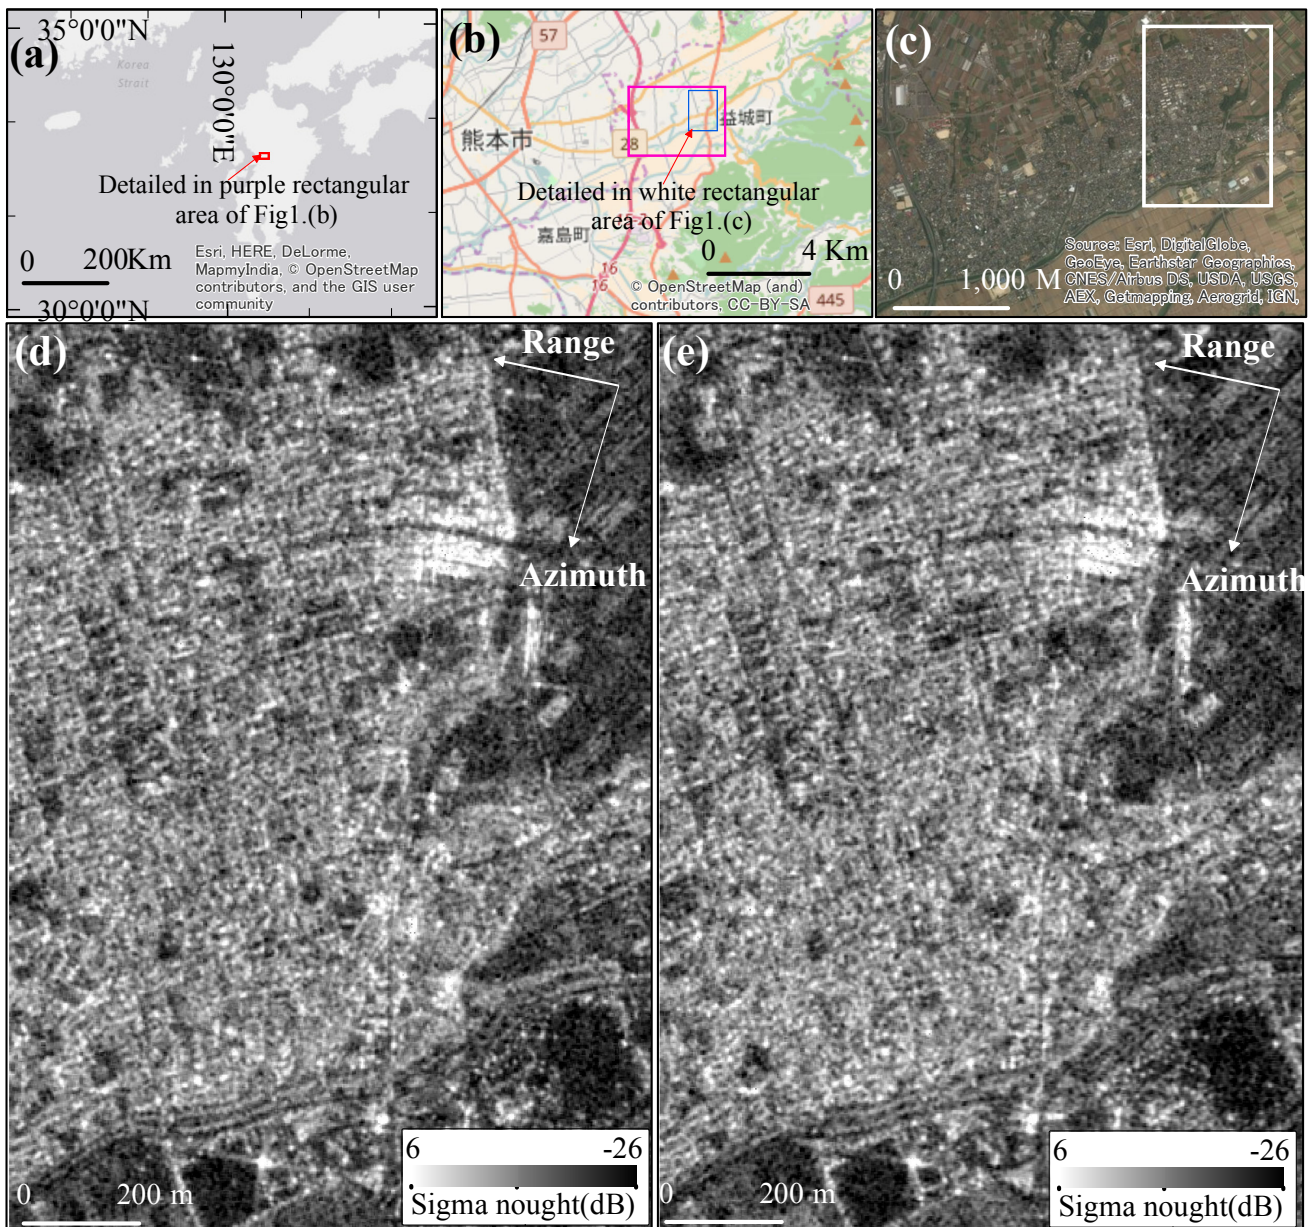 35°0'0"N
(a)
Korea
Strait
130°0'0"E
Detailed in purple rectangular
area of Fig1.(b)
0
200Km
Esri, HERE, DeLorme,
MapmyIndia, © OpenStreetMap
contributors, and the GIS user
community
30°0'0"N
(b)
57
益城町
熊本市
28
Detailed in white rectangular
area of Fig1.(c)
嘉島町
0
4 Km
16
© OpenStreetMap (and)
contributors, CC-BY-SA
445
(c)
Source: Esri, DigitalGlobe,
GeoEye, Earthstar Geographics,
CNES/Airbus DS, USDA, USGS,
AEX, Getmapping, Aerogrid, IGN,
0
1,000 M
(d)
Range
Azimuth
6
-26
Sigma nought(dB)
0
200 m
(e)
Range
Azimuth
6
-26
Sigma nought(dB)
0
200 m